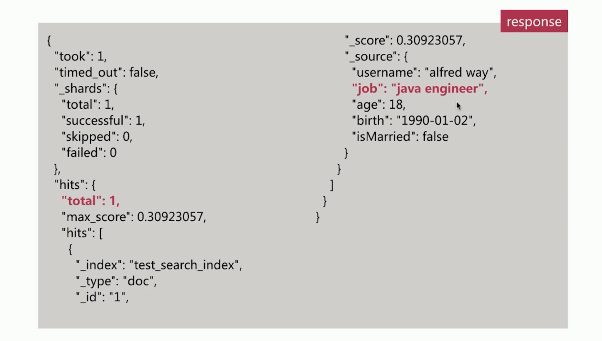 response
{
"took": 1,
"timed_out": false,
"_shards": {
"total": 1,
"successful": 1,
"skipped": 0,
"failed": 0
},
"hits": {
"total": 1,
"max_score": 0.30923057,
"hits": [
{
"_index": "test_search_index",
"_type": "doc",
"_id": "1",
"_score": 0.30923057,
"_source": {
"username": "alfred way",
"job": "java engineer",
"age": 18,
"birth": "1990-01-02",
"isMarried": false
}
}
]
}
}